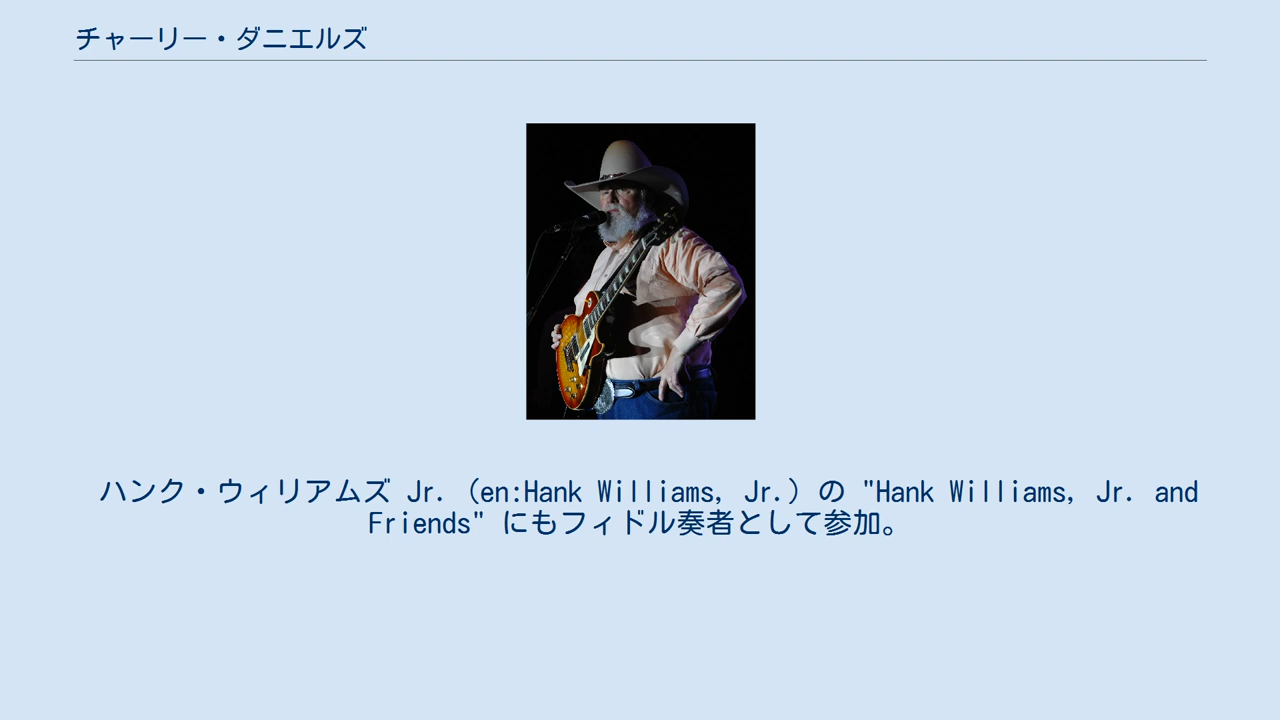 チャーリー・ダニエルズ
ハンク・ウィリアムズ Jr. (en:Hank Williams, Jr.) の "Hank Williams, Jr. and
Friends" にもフィドル奏者として参加。